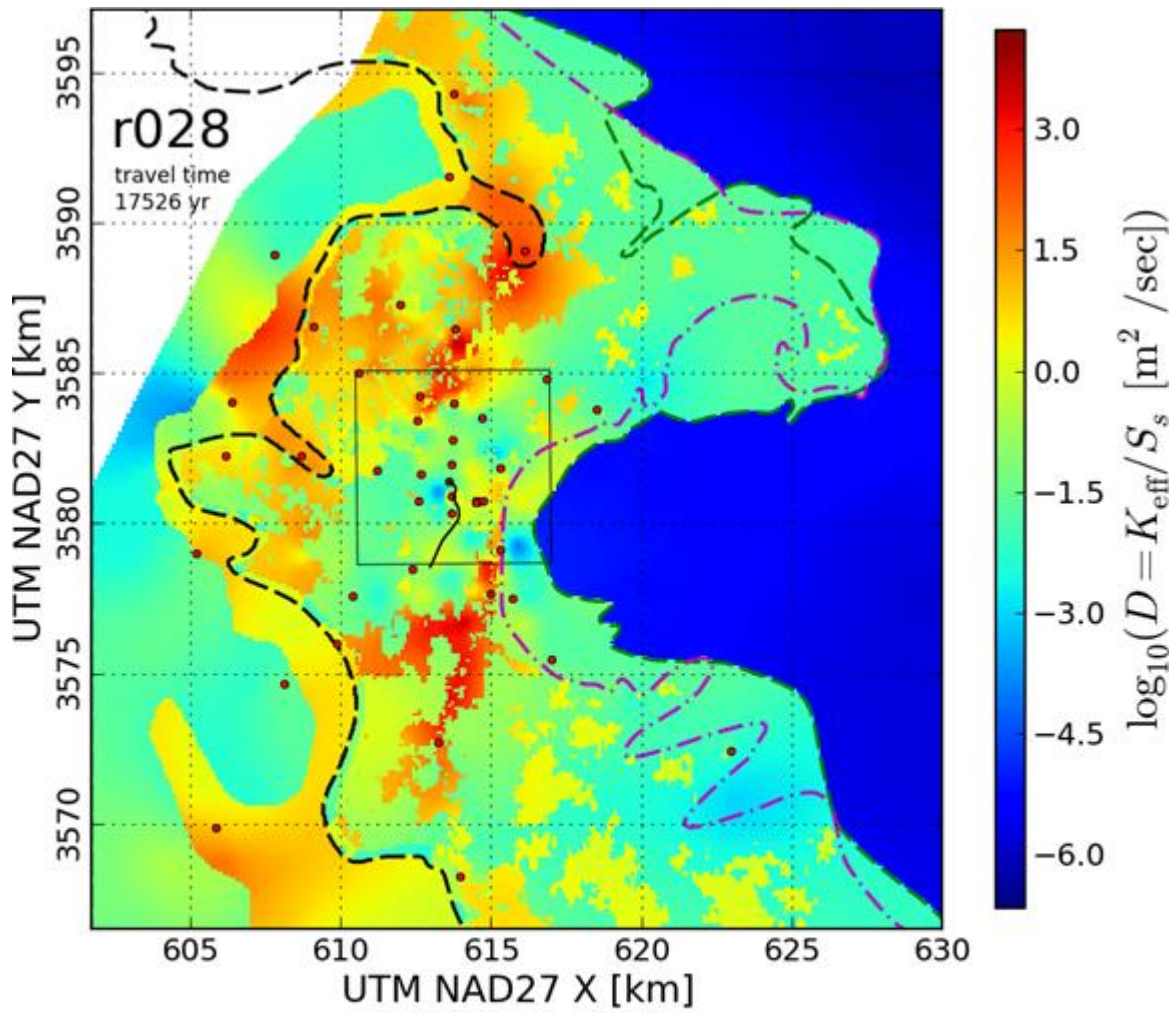 r028
travel time
17526 yr
3595
3590
3585
3580
3575
3570
UTM NAD27 Y [km]
605 610 615 620 625 630
UTM NAD27 X [km]
3.0
1.5
0.0
−1.5
−3.0
−4.5
−6.0
log₁₀(D = K_eff/S_s [m² /sec])